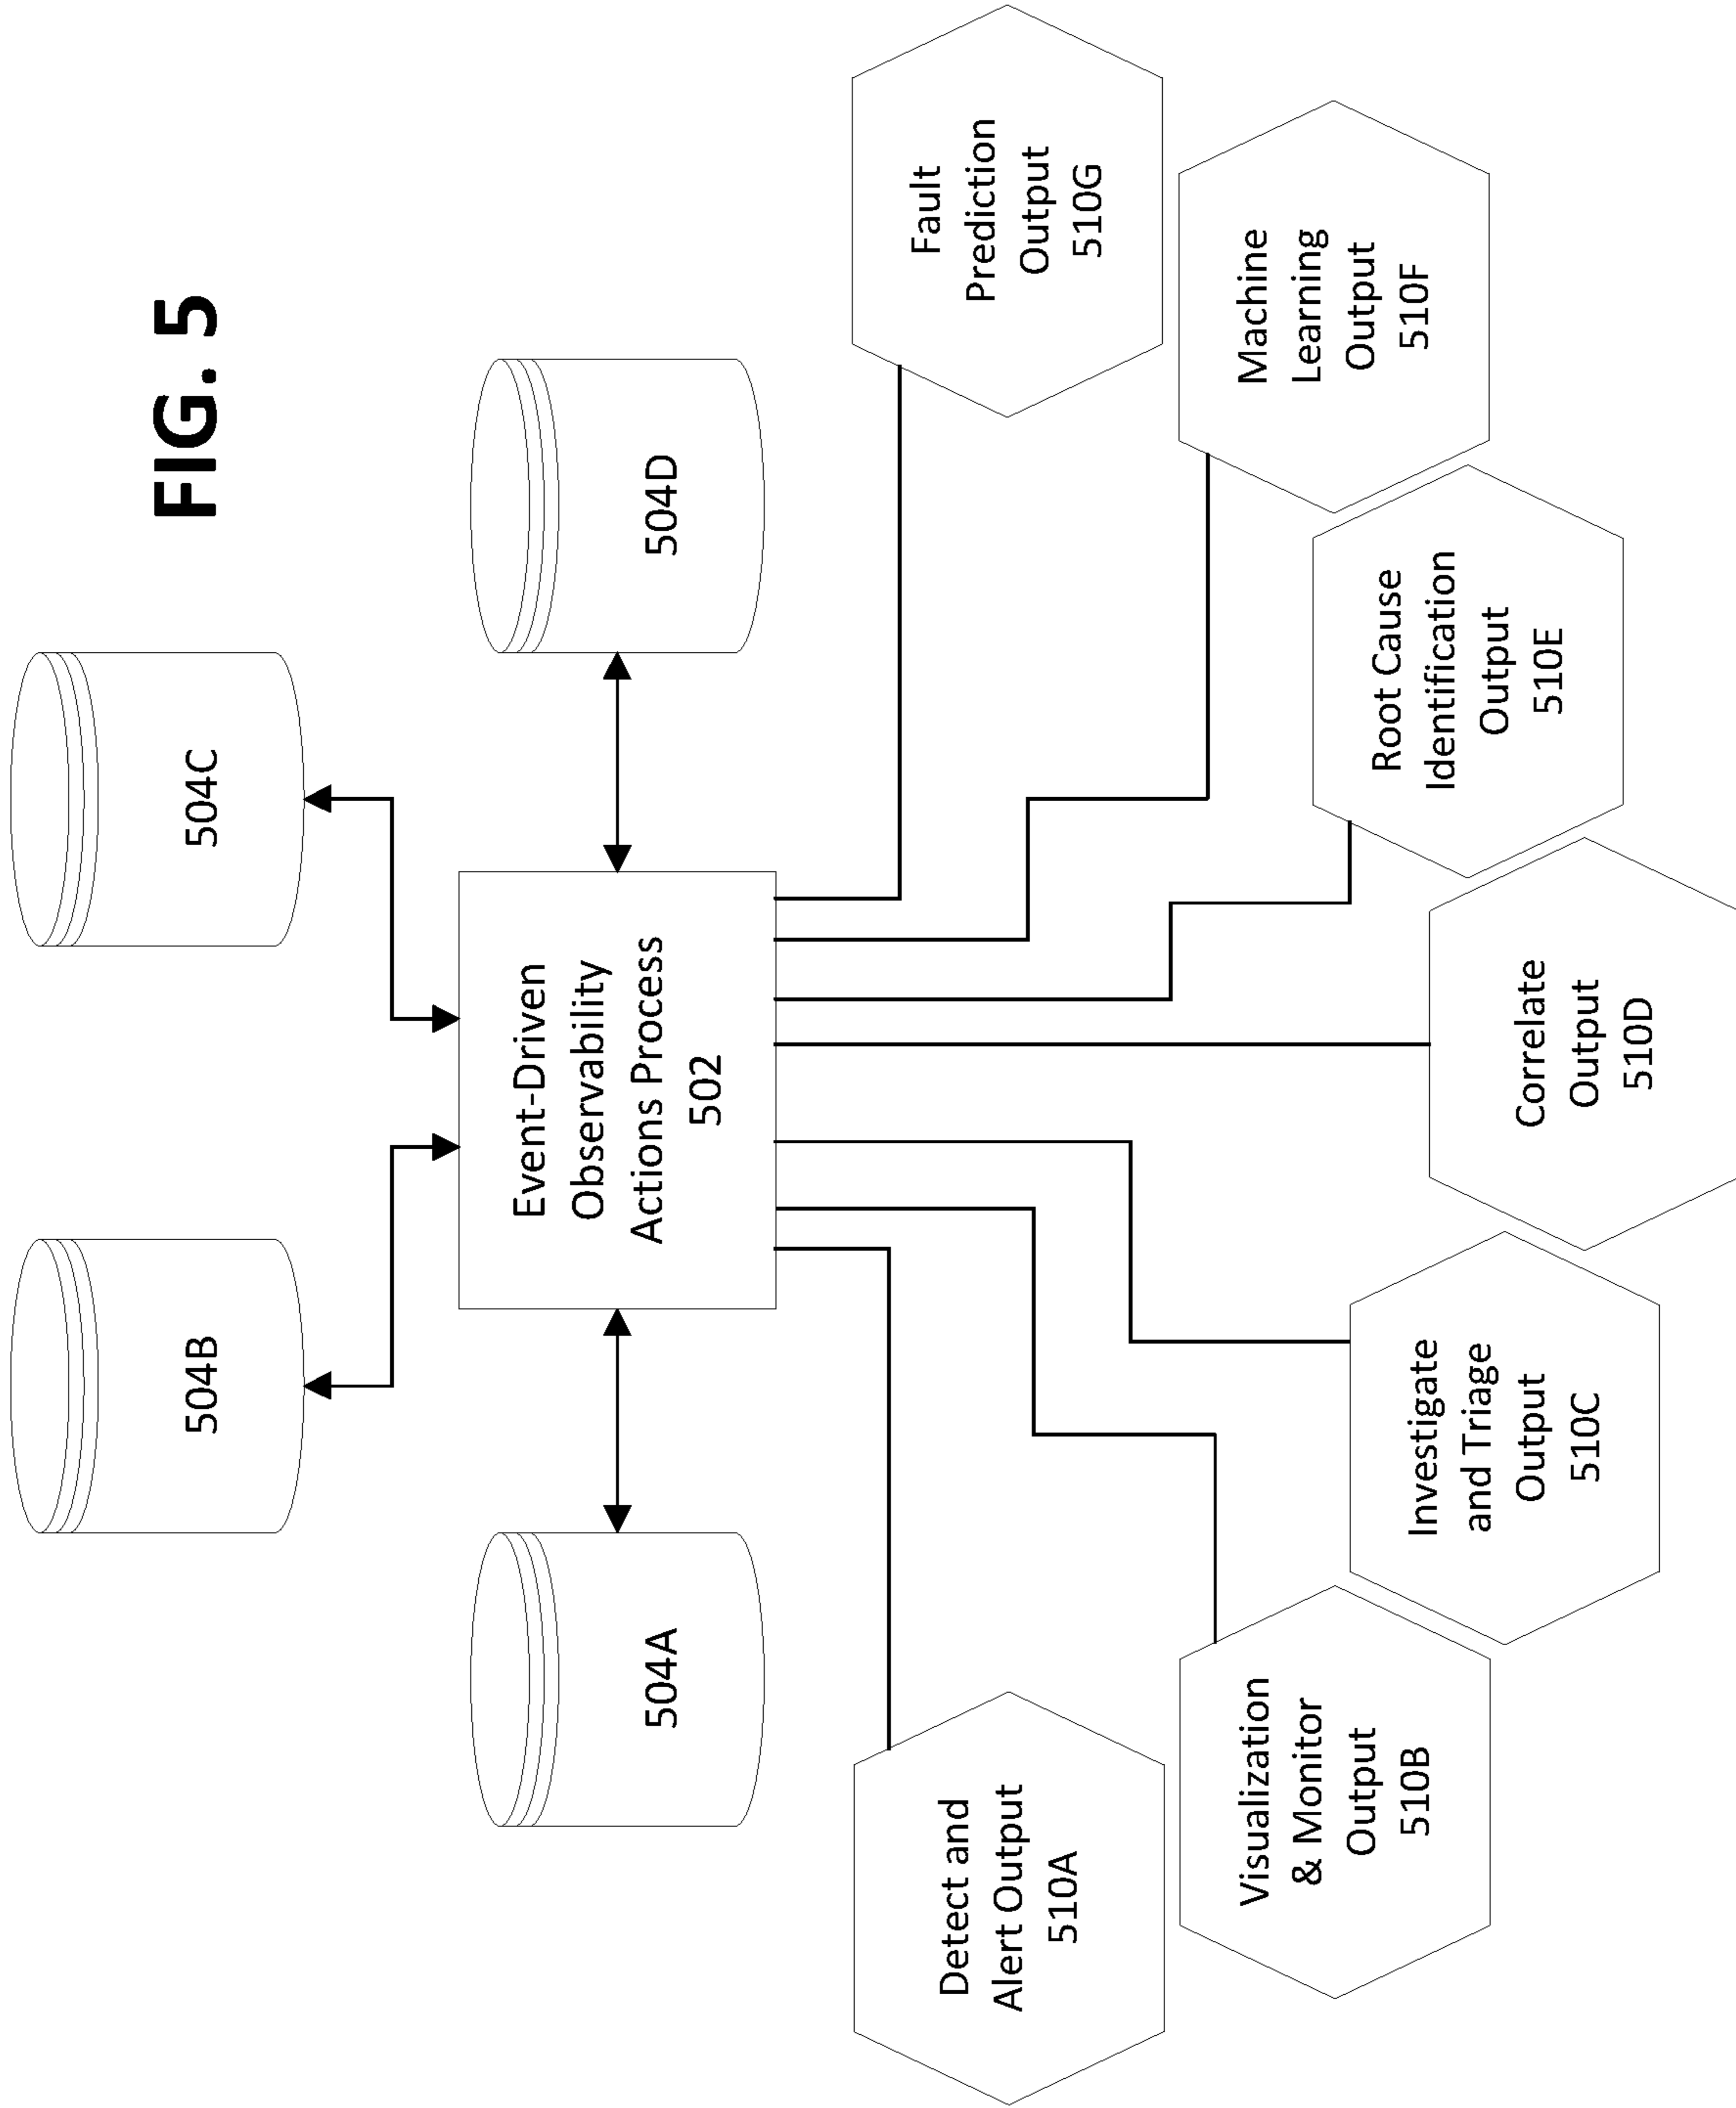 FIG. 5
504B
504C
504A
504D
Event-Driven
Observability
Actions Process
502
Detect and
Alert Output
510A
Visualization
& Monitor
Output
510B
Investigate
and Triage
Output
510C
Correlate
Output
510D
Root Cause
Identification
Output
510E
Machine
Learning
Output
510F
Fault
Prediction
Output
510G